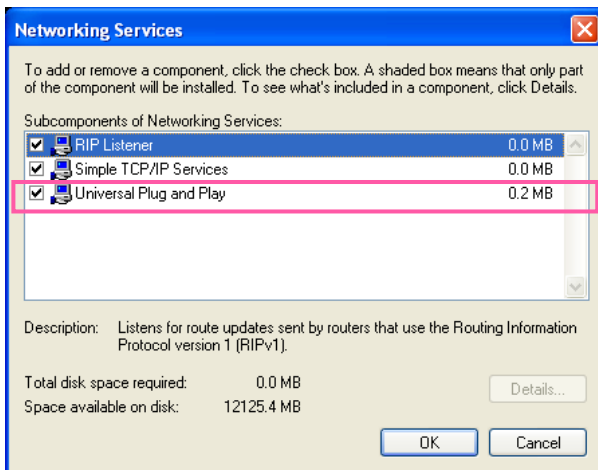 Networking Services
To add or remove a component, click the check box. A shaded box means that only part
of the component will be installed. To see what's included in a component, click Details.
Subcomponents of Networking Services:
RIP Listener 0.0 MB
Simple TCP/IP Services 0.0 MB
Universal Plug and Play 0.2 MB
Description: Listens for route updates sent by routers that use the Routing Information
Protocol version 1 (RIPv1).
Total disk space required: 0.0 MB
Details...
Space available on disk: 12125.4 MB
OK Cancel